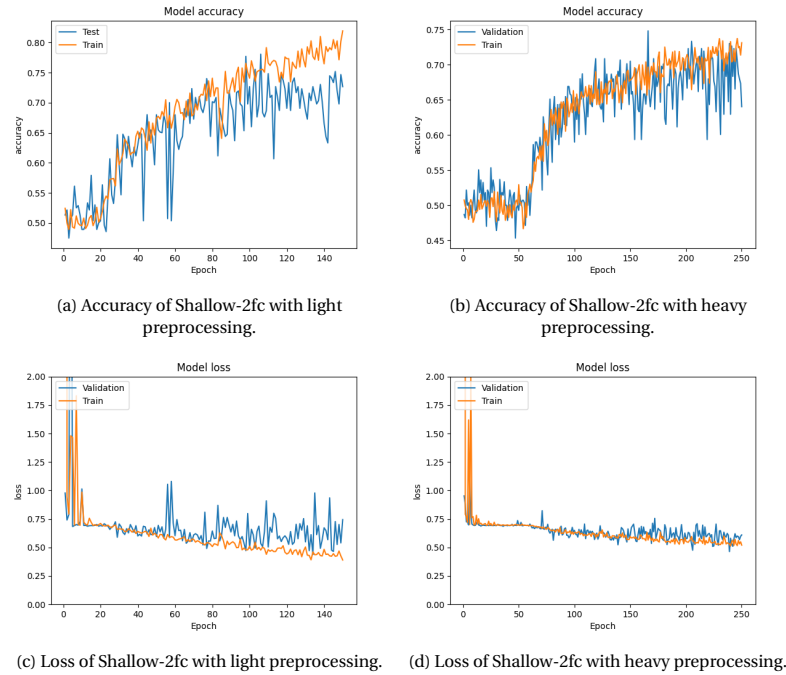 Model accuracy
Test
Train
accuracy
0.80
0.75
0.70
0.65
0.60
0.55
0.50
0 20 40 60 80 100 120 140
Epoch
(a) Accuracy of Shallow-2fc with light
preprocessing.
Model accuracy
Validation
Train
accuracy
0.75
0.70
0.65
0.60
0.55
0.50
0.45
0 50 100 150 200 250
Epoch
(b) Accuracy of Shallow-2fc with heavy
preprocessing.
Model loss
Validation
Train
loss
2.00
1.75
1.50
1.25
1.00
0.75
0.50
0.25
0.00
0 20 40 60 80 100 120 140
Epoch
(c) Loss of Shallow-2fc with light preprocessing.
Model loss
Validation
Train
loss
2.00
1.75
1.50
1.25
1.00
0.75
0.50
0.25
0.00
0 50 100 150 200 250
Epoch
(d) Loss of Shallow-2fc with heavy preprocessing.